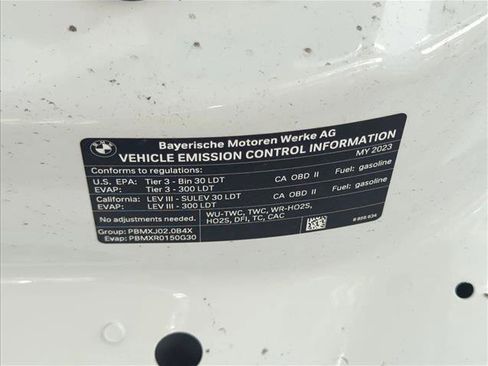 BMW
Bayerische Motoren Werke AG
VEHICLE EMISSION CONTROL INFORMATION
Conforms to regulations: MY 2023
U.S. EPA: Tier 3 - Bin 30 LDT CA OBD II Fuel: gasoline
EVAP: Tier 3 - 300 LDT
California: LEV III - SULEV 30 LDT CA OBD II Fuel: gasoline
EVAP: LEV III - 300 LDT
No adjustments needed. WU-TWC, TWC, WR-HO2S,
HO2S, DFI, TC, CAC
Group: PBMXJ02.0B4X
Evap: PBMXR0150G30